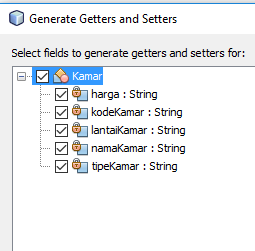 Generate Getters and Setters
Select fields to generate getters and setters for:
Kamar
harga : String
kodeKamar : String
lantaiKamar : String
namaKamar : String
tipeKamar : String